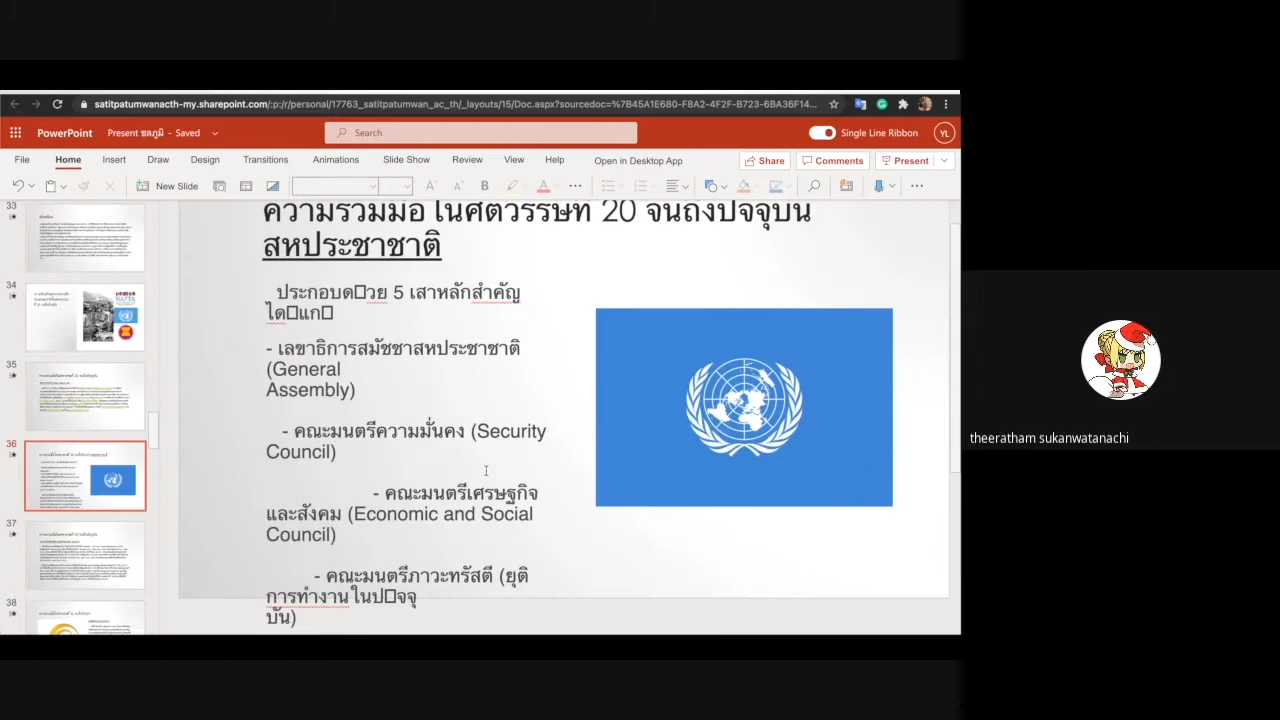 satitpatumwanacth-my.sharepoint.com/:p:/r/personal/17763_satitpatumwan_ac_th/_layouts/15/Doc.aspx?sourcedoc=%7B45A1E680-F8A2-4F2F-B723-6BA36F14...
PowerPoint Present ชลภูมิ - Saved Search Single Line Ribbon YL
File Home Insert Draw Design Transitions Animations Slide Show Review View Help Open in Desktop App Share Comments Present
New Slide
33
34
35
36
37
38
ความร่วมมือในศตวรรษที่ 20 จนถึงปัจจุบัน
สหประชาชาติ
ประกอบด□วย 5 เสาหลักสำคัญ
ได□แก□
- เลขาธิการสมัชชาสหประชาชาติ
(General
Assembly)
- คณะมนตรีความมั่นคง (Security
Council)
- คณะมนตรีเศรษฐกิจ
และสังคม (Economic and Social
Council)
- คณะมนตรีภาวะทรัสตี (ยุติ
การทำงานในป□จจุ
บัน)
theeratham sukanwatanachi